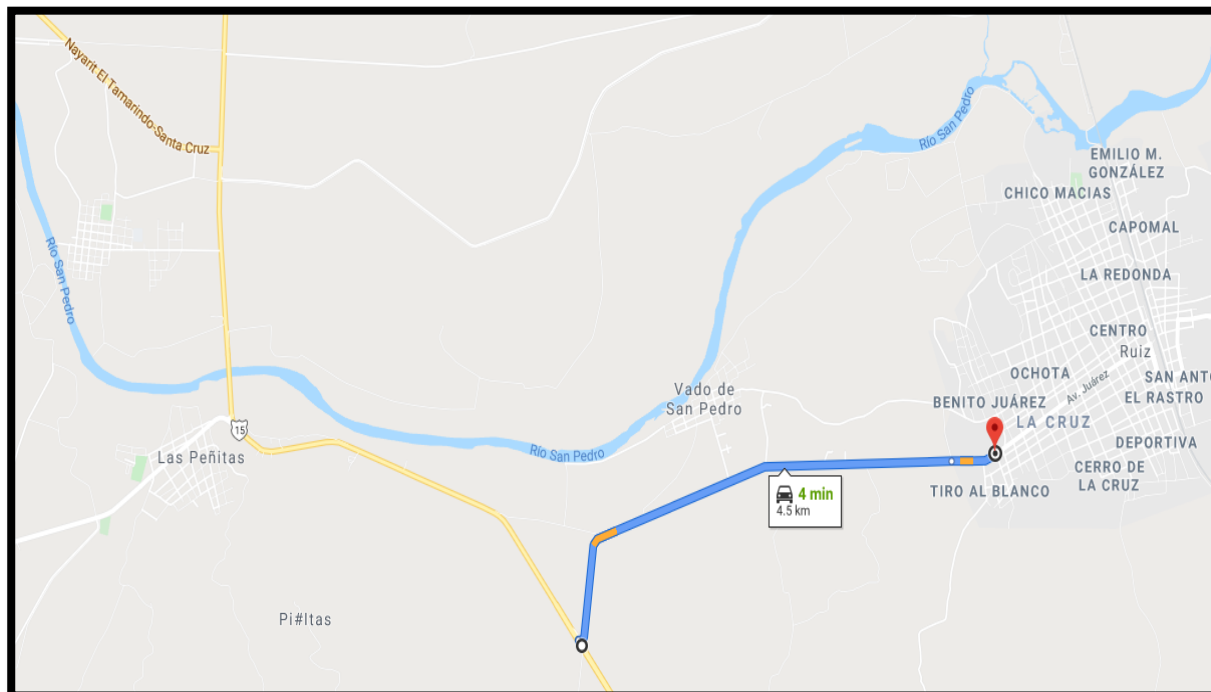 Nayarit El Tamarindo-Santa Cruz
Río San Pedro
EMILIO M.
GONZÁLEZ
CHICO MACIAS
CAPOMAL
Río San Pedro
LA REDONDA
CENTRO
Ruiz
OCHOTA
SAN ANT
Av. Juárez
Vado de
San Pedro
BENITO JUÁREZ
EL RASTRO
LA CRUZ
15
DEPORTIVA
Las Peñitas
Río San Pedro
CERRO DE
LA CRUZ
TIRO AL BLANCO
4 min
4.5 km
Pi#Itas